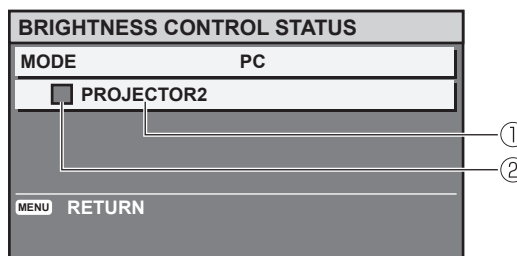 BRIGHTNESS CONTROL STATUS
MODE PC
PROJECTOR2
①
②
MENU RETURN